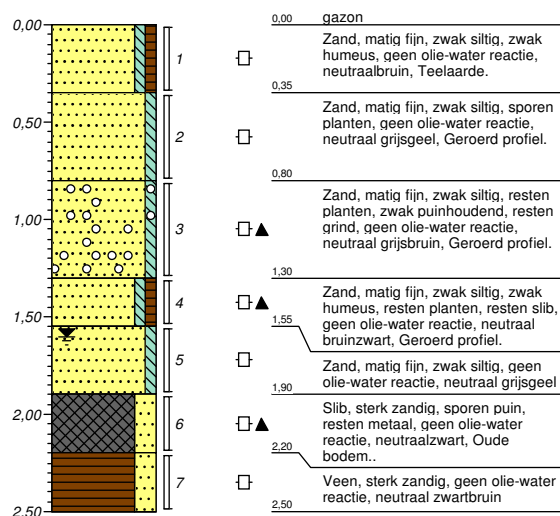 0,00
0,50
1,00
1,50
2,00
2,50
1
2
3
4
5
6
7
0,00 gazon
Zand, matig fijn, zwak siltig, zwak
humeus, geen olie-water reactie,
neutraalbruin, Teelaarde.
0,35
Zand, matig fijn, zwak siltig, sporen
planten, geen olie-water reactie,
neutraal grijsgeel, Geroerd profiel.
0,80
Zand, matig fijn, zwak siltig, resten
planten, zwak puinhoudend, resten
grind, geen olie-water reactie,
neutraal grijsbruin, Geroerd profiel.
1,30
Zand, matig fijn, zwak siltig, zwak
humeus, resten planten, resten slib,
geen olie-water reactie, neutraal
bruinzwart, Geroerd profiel.
1,55
Zand, matig fijn, zwak siltig, geen
olie-water reactie, neutraal grijsgeel
1,90
Slib, sterk zandig, sporen puin,
resten metaal, geen olie-water
reactie, neutraalzwart, Oude
bodem..
2,20
Veen, sterk zandig, geen olie-water
reactie, neutraal zwartbruin
2,50